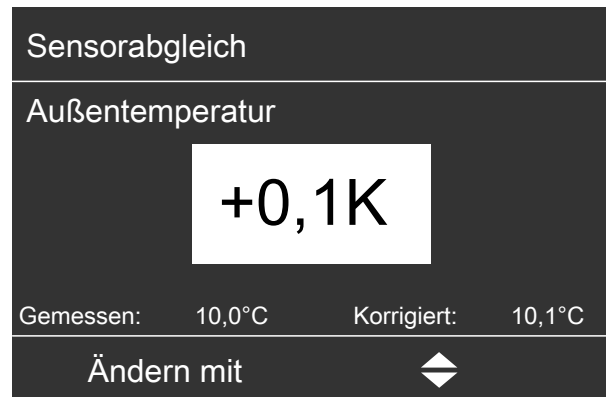 Sensorabgleich
Außentemperatur
+0,1K
Gemessen: 10,0°C Korrigiert: 10,1°C
Ändern mit